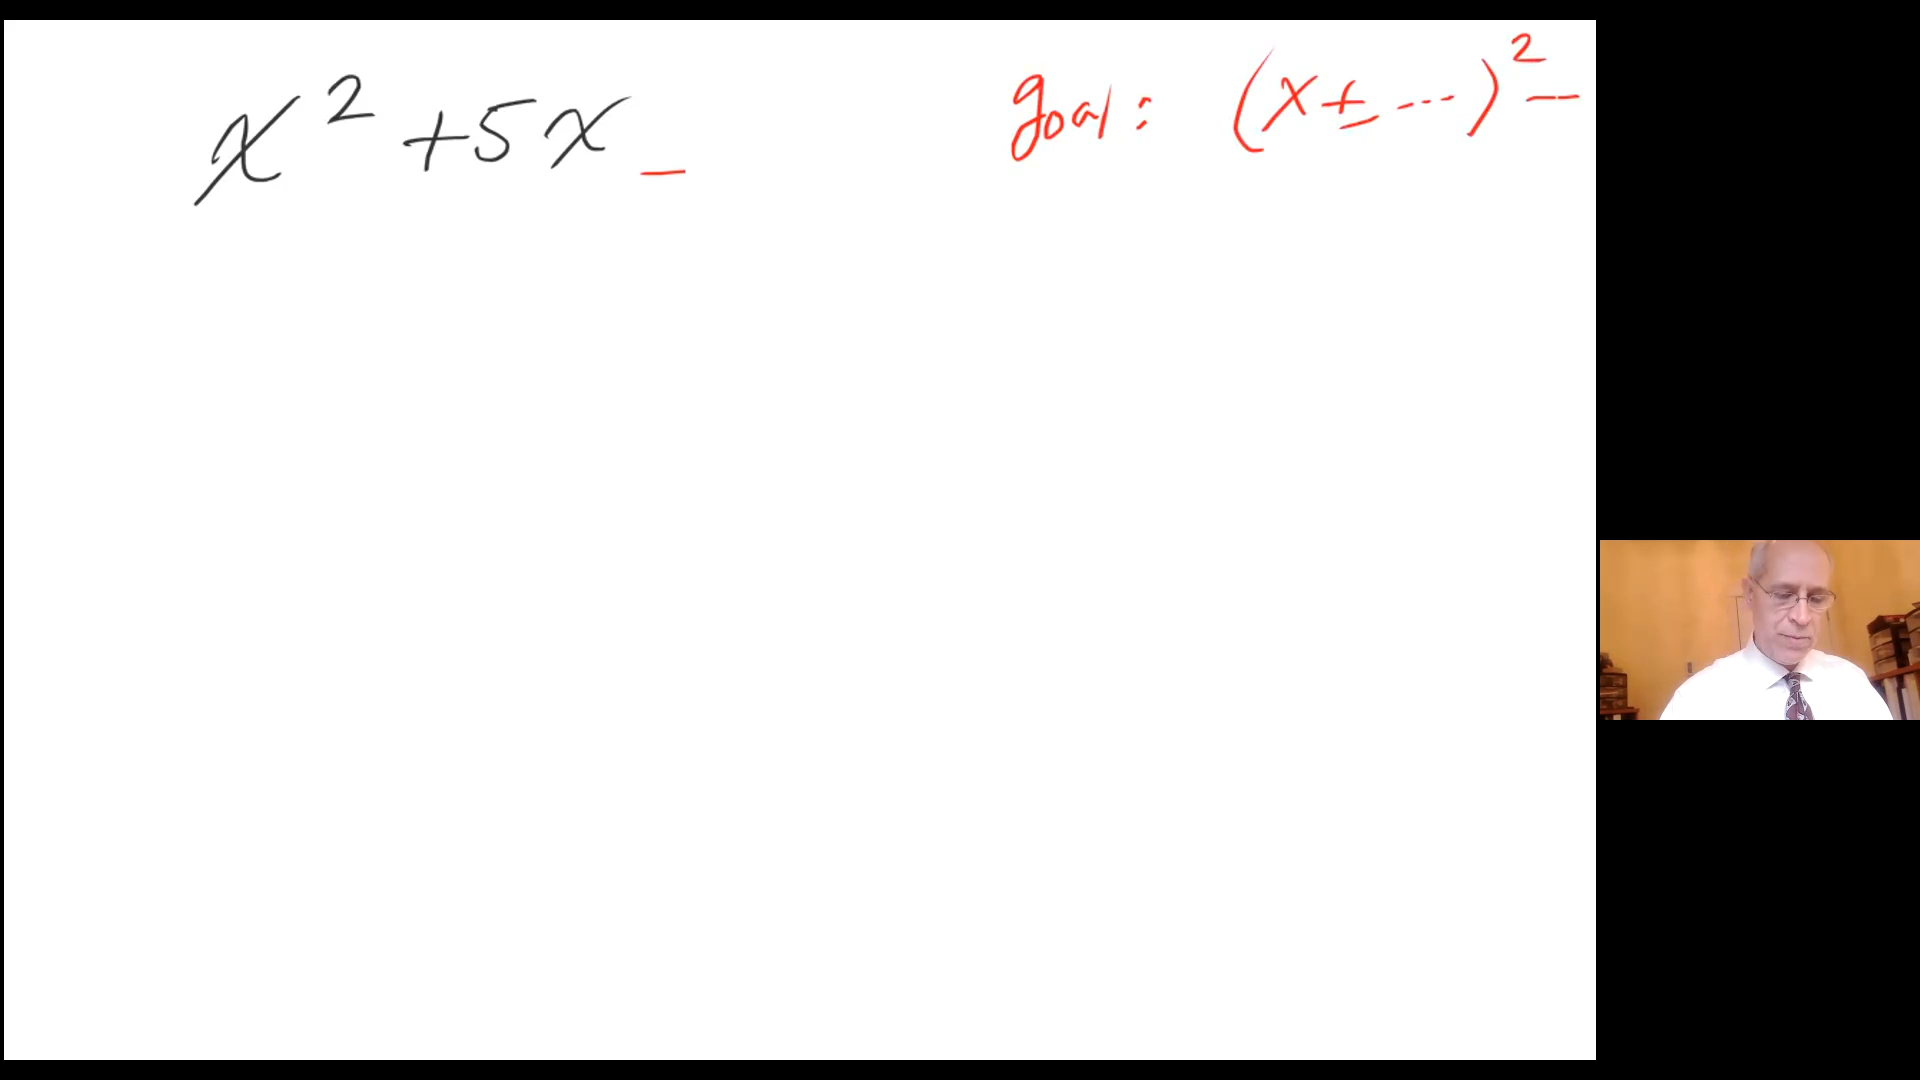 x² +5x _
goal: (x ± ...)² _